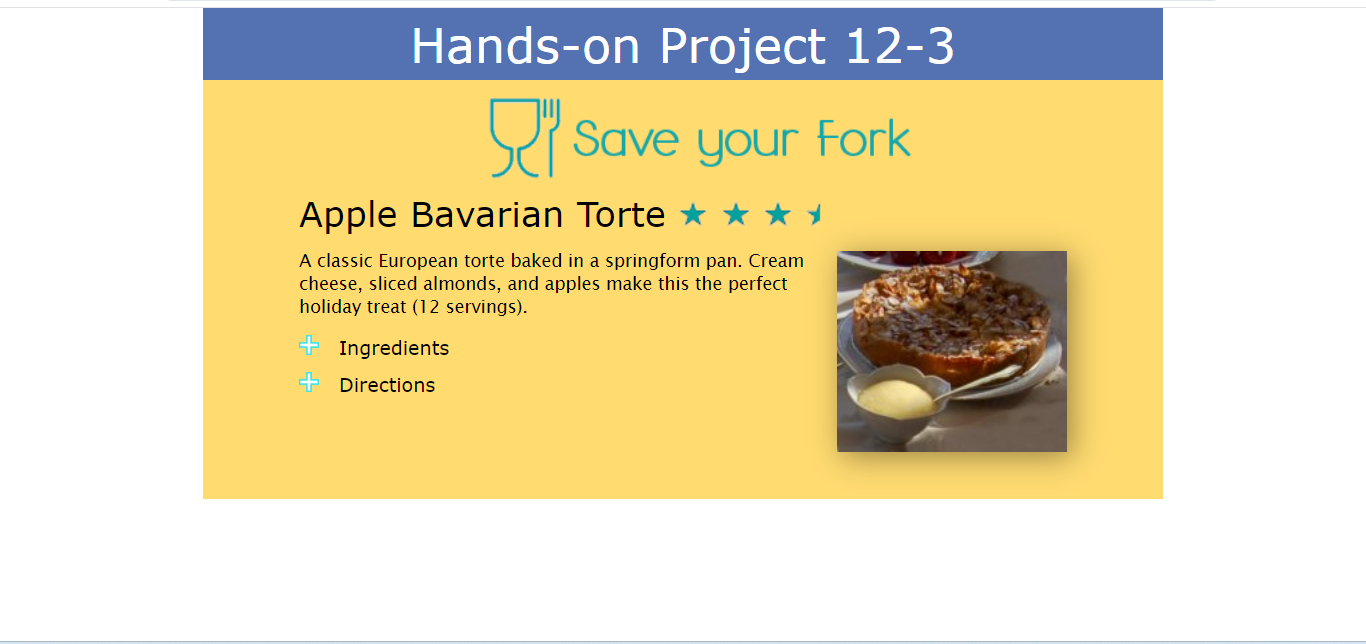 Hands-on Project 12-3
Save your Fork
Apple Bavarian Torte
A classic European torte baked in a springform pan. Cream
cheese, sliced almonds, and apples make this the perfect
holiday treat (12 servings).
Ingredients
Directions